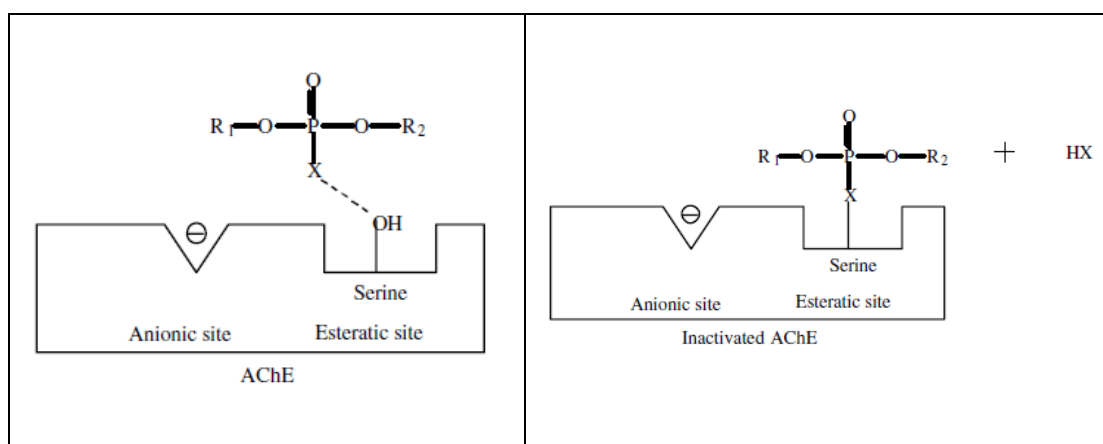 O
R1—O—P—O—R2
X
OH
⊖
Serine
Anionic site Esteratic site
AChE
O
R1—O—P—O—R2 + HX
X
⊖
Serine
Anionic site Esteratic site
Inactivated AChE